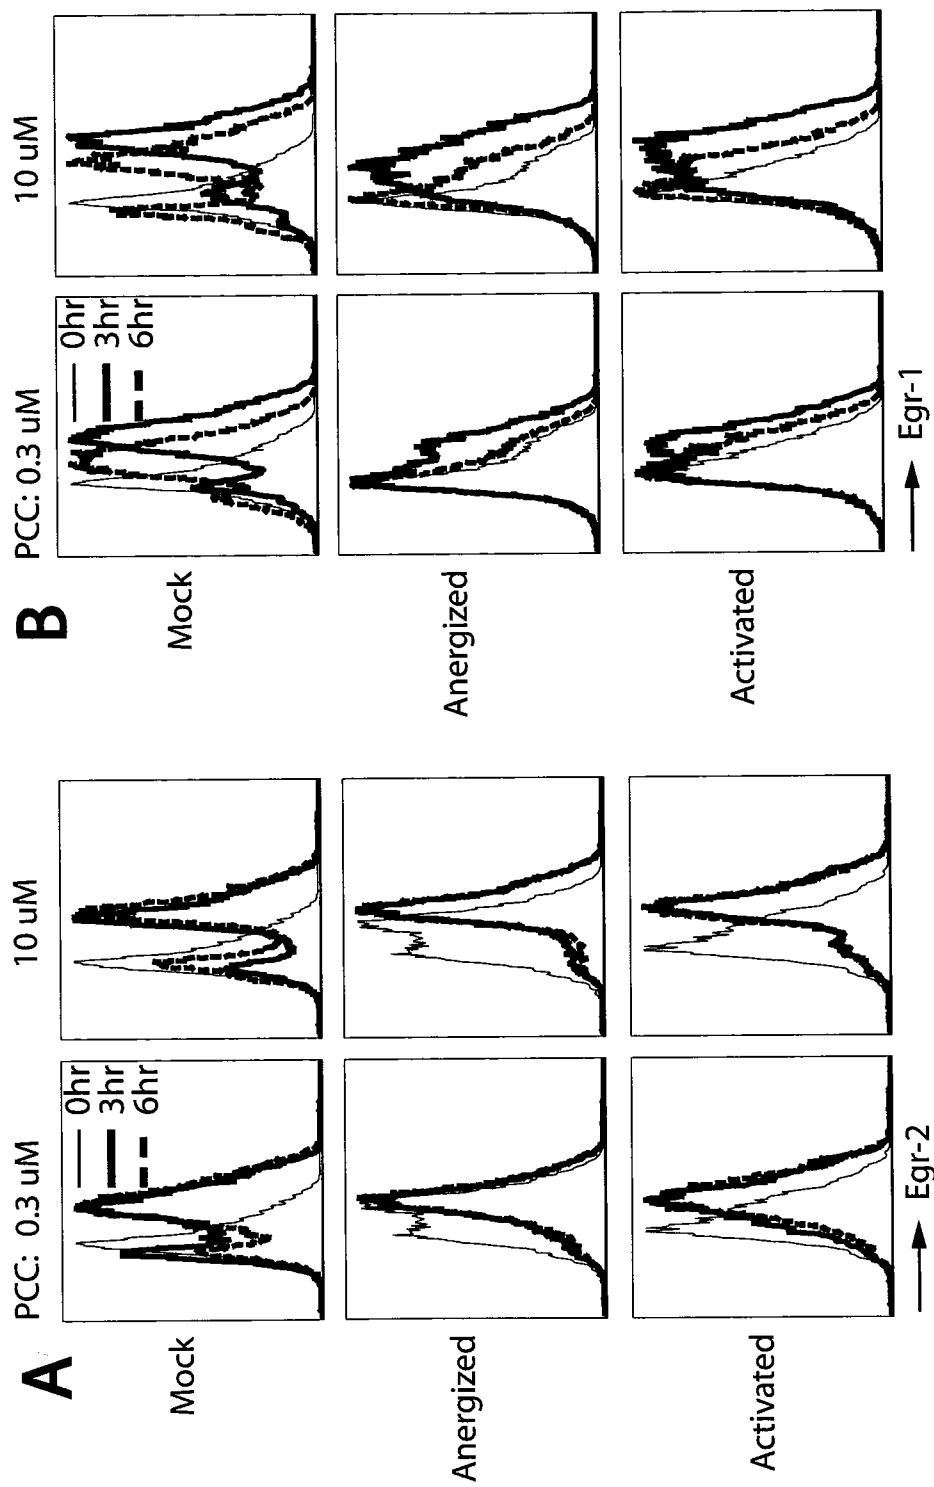 A
PCC: 0.3 uM
10 uM
0hr
3hr
6hr
Mock
Anergized
Activated
Egr-2
B
PCC: 0.3 uM
10 uM
0hr
3hr
6hr
Mock
Anergized
Activated
Egr-1